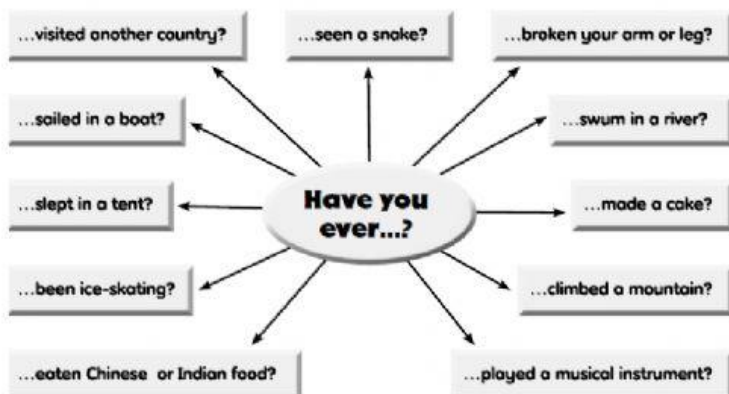 ...visited another country?
...seen a snake?
...broken your arm or leg?
...sailed in a boat?
...swum in a river?
...slept in a tent?
Have you
ever...?
...made a cake?
...been ice-skating?
...climbed a mountain?
...eaten Chinese or Indian food?
...played a musical instrument?